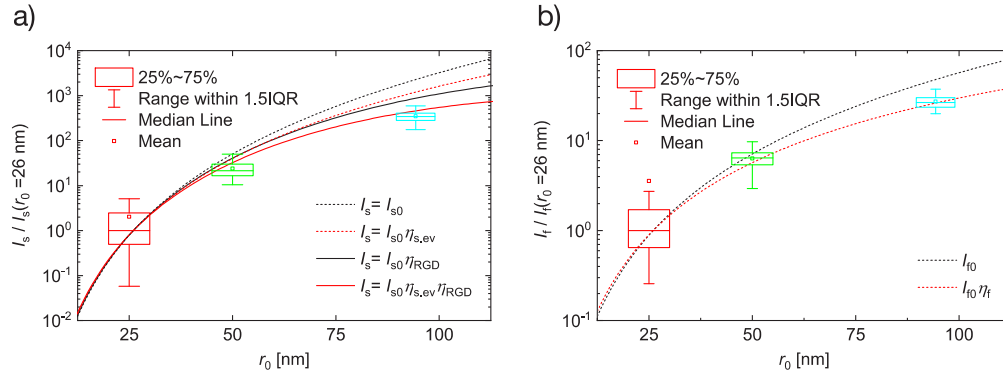 a)
I_s / I_s(r_0 =26 nm)
10^4
10^3
10^2
10^1
10^0
10^-1
10^-2
25%~75%
Range within 1.5IQR
Median Line
Mean
I_s= I_s0
I_s= I_s0 η_s,ev
I_s= I_s0 η_RGD
I_s= I_s0 η_s,ev η_RGD
25
50
75
100
r_0 [nm]
b)
I_f / I_f(r_0 =26 nm)
10^2
10^1
10^0
10^-1
25%~75%
Range within 1.5IQR
Median Line
Mean
I_f0
I_f0 η_f
25
50
75
100
r_0 [nm]